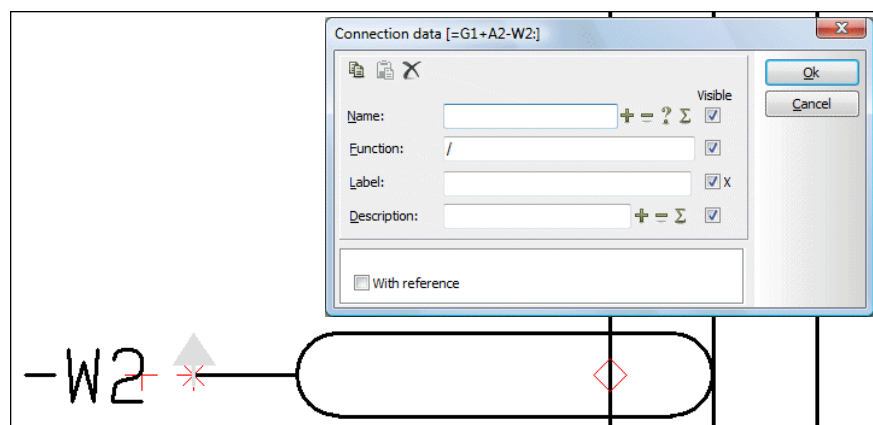 Connection data [=G1+A2-W2:]
Ok
Visible
Cancel
Name:
Function: /
Label: X
Description:
With reference
-W2